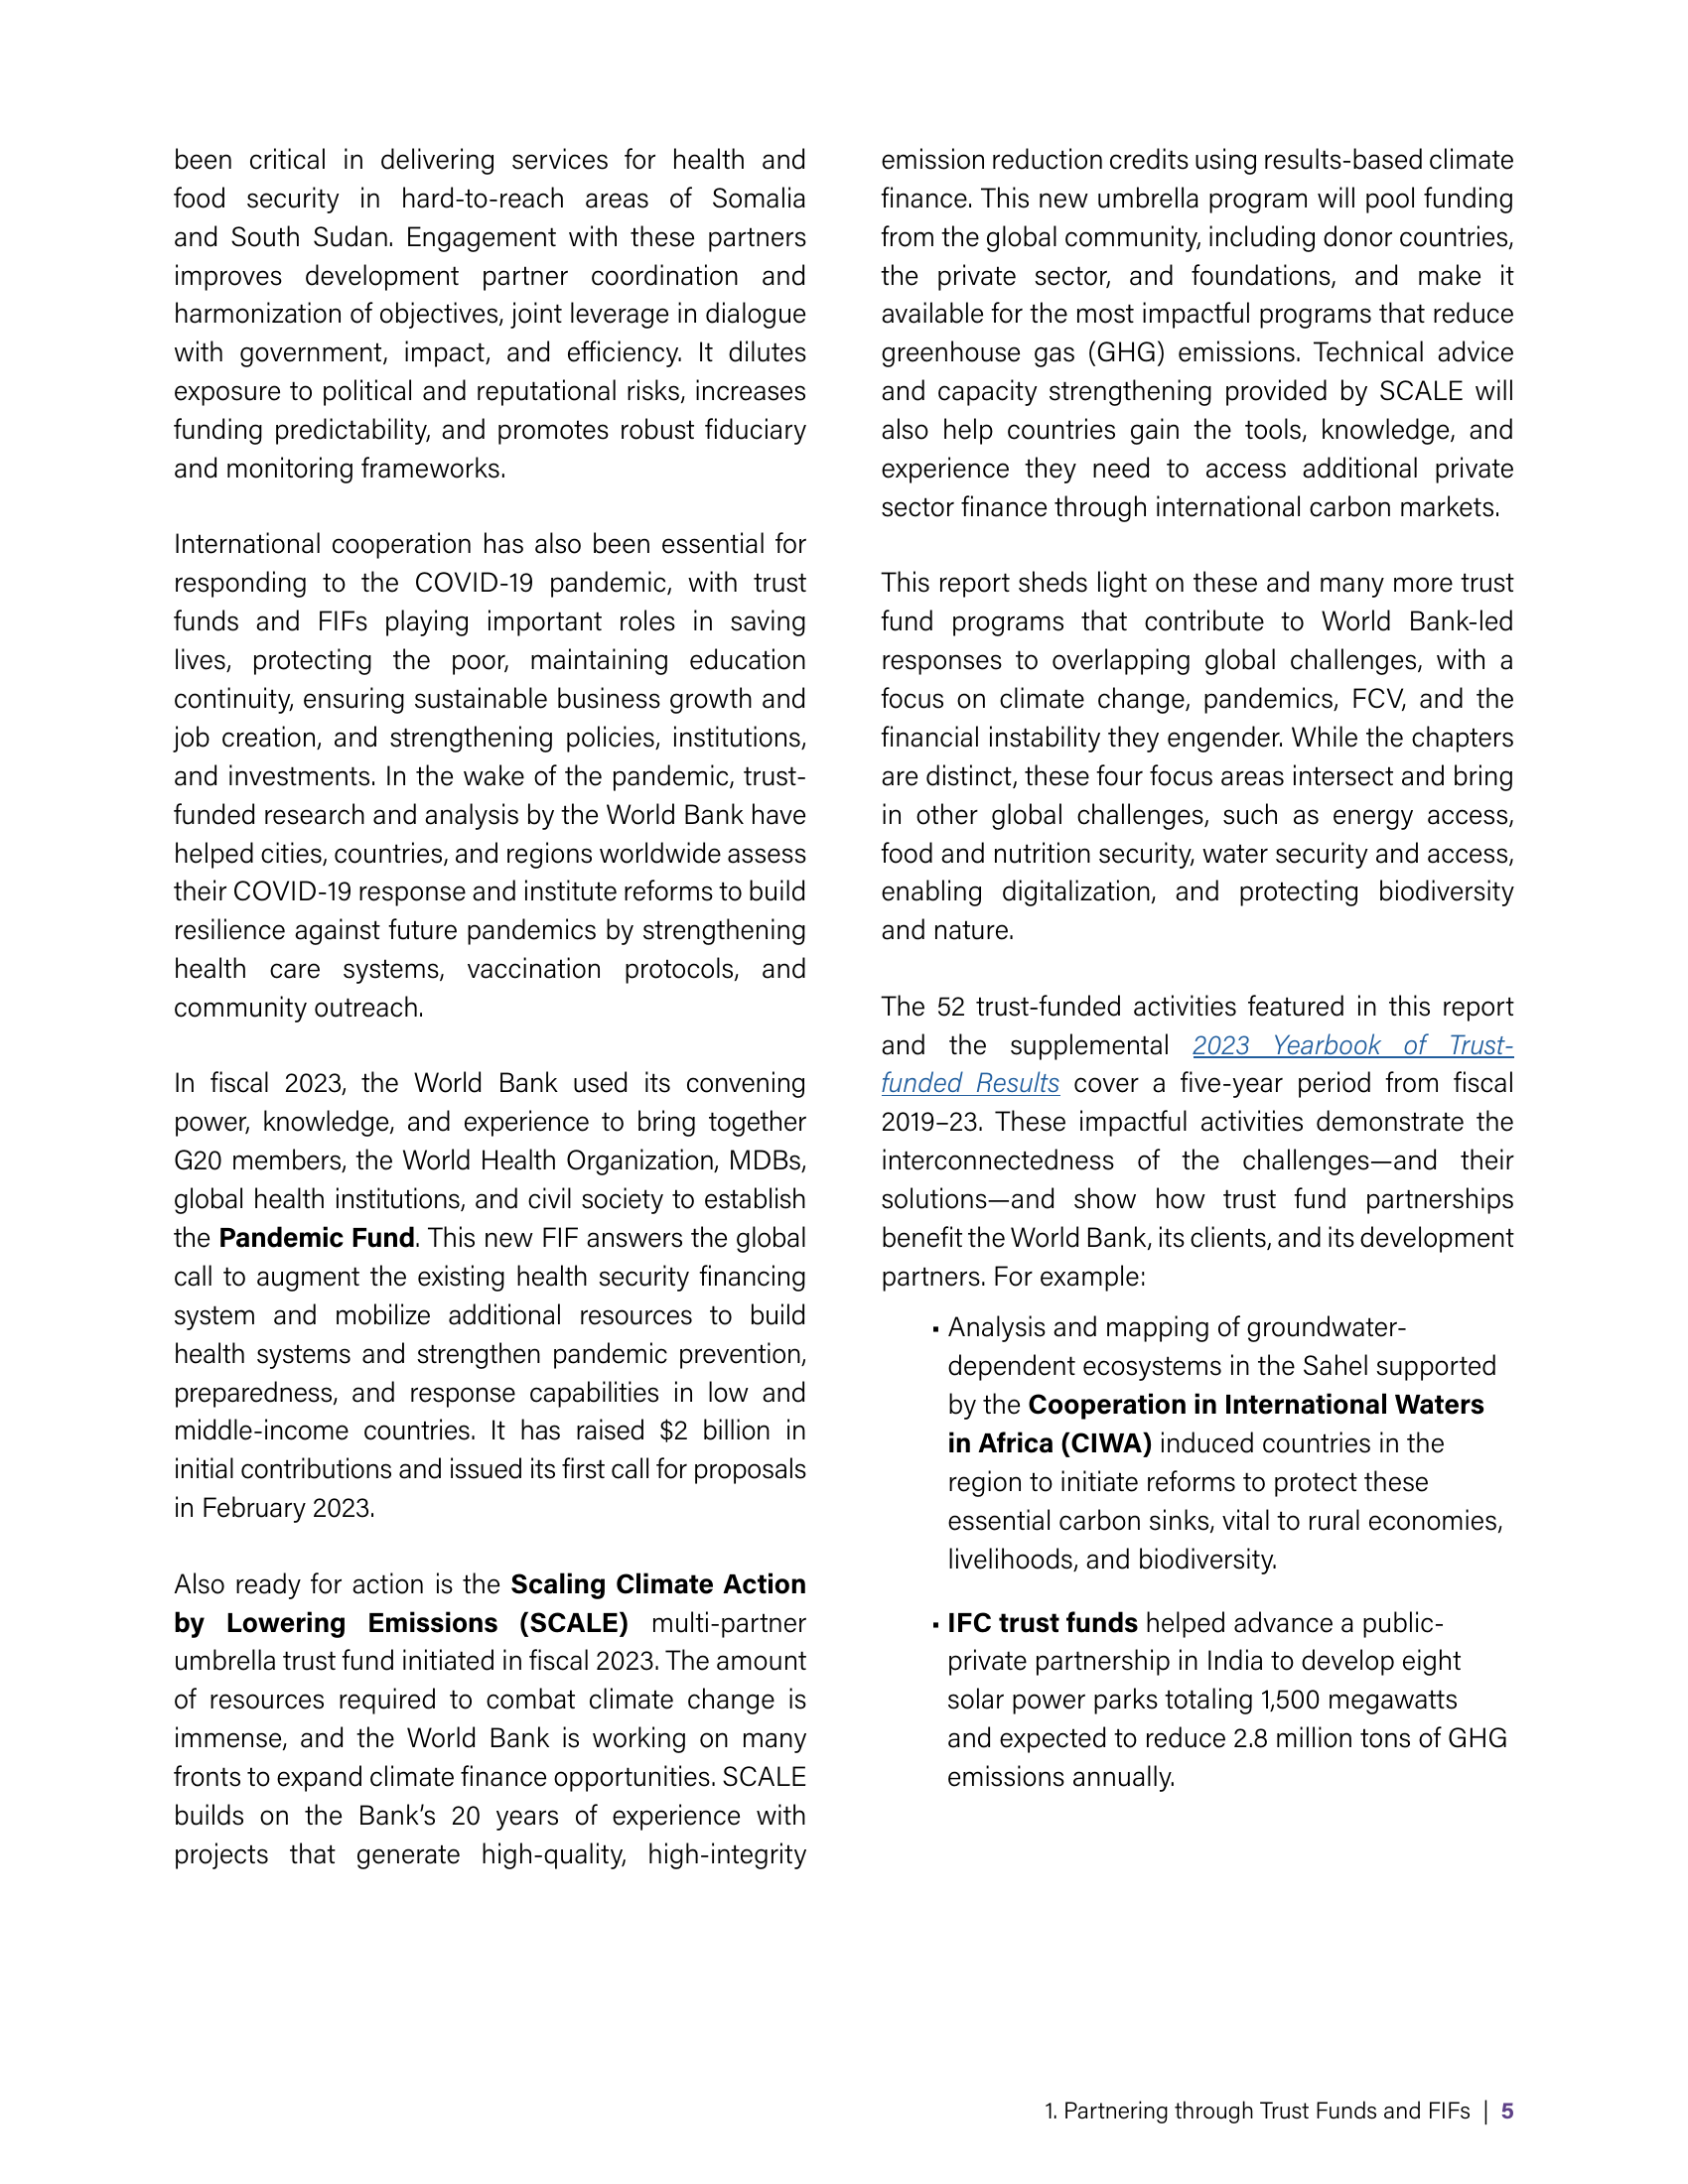 been critical in delivering services for health and
food security in hard-to-reach areas of Somalia
and South Sudan. Engagement with these partners
improves development partner coordination and
harmonization of objectives, joint leverage in dialogue
with government, impact, and efficiency. It dilutes
exposure to political and reputational risks, increases
funding predictability, and promotes robust fiduciary
and monitoring frameworks.
International cooperation has also been essential for
responding to the COVID-19 pandemic, with trust
funds and FIFs playing important roles in saving
lives, protecting the poor, maintaining education
continuity, ensuring sustainable business growth and
job creation, and strengthening policies, institutions,
and investments. In the wake of the pandemic, trust-
funded research and analysis by the World Bank have
helped cities, countries, and regions worldwide assess
their COVID-19 response and institute reforms to build
resilience against future pandemics by strengthening
health care systems, vaccination protocols, and
community outreach.
In fiscal 2023, the World Bank used its convening
power, knowledge, and experience to bring together
G20 members, the World Health Organization, MDBs,
global health institutions, and civil society to establish
the Pandemic Fund. This new FIF answers the global
call to augment the existing health security financing
system and mobilize additional resources to build
health systems and strengthen pandemic prevention,
preparedness, and response capabilities in low and
middle-income countries. It has raised $2 billion in
initial contributions and issued its first call for proposals
in February 2023.
Also ready for action is the Scaling Climate Action
by Lowering Emissions (SCALE) multi-partner
umbrella trust fund initiated in fiscal 2023. The amount
of resources required to combat climate change is
immense, and the World Bank is working on many
fronts to expand climate finance opportunities. SCALE
builds on the Bank's 20 years of experience with
projects that generate high-quality, high-integrity
emission reduction credits using results-based climate
finance. This new umbrella program will pool funding
from the global community, including donor countries,
the private sector, and foundations, and make it
available for the most impactful programs that reduce
greenhouse gas (GHG) emissions. Technical advice
and capacity strengthening provided by SCALE will
also help countries gain the tools, knowledge, and
experience they need to access additional private
sector finance through international carbon markets.
This report sheds light on these and many more trust
fund programs that contribute to World Bank-led
responses to overlapping global challenges, with a
focus on climate change, pandemics, FCV, and the
financial instability they engender. While the chapters
are distinct, these four focus areas intersect and bring
in other global challenges, such as energy access,
food and nutrition security, water security and access,
enabling digitalization, and protecting biodiversity
and nature.
The 52 trust-funded activities featured in this report
and the supplemental 2023 Yearbook of Trust-
funded Results cover a five-year period from fiscal
2019–23. These impactful activities demonstrate the
interconnectedness of the challenges—and their
solutions—and show how trust fund partnerships
benefit the World Bank, its clients, and its development
partners. For example:
▪ Analysis and mapping of groundwater-
dependent ecosystems in the Sahel supported
by the Cooperation in International Waters
in Africa (CIWA) induced countries in the
region to initiate reforms to protect these
essential carbon sinks, vital to rural economies,
livelihoods, and biodiversity.
▪ IFC trust funds helped advance a public-
private partnership in India to develop eight
solar power parks totaling 1,500 megawatts
and expected to reduce 2.8 million tons of GHG
emissions annually.
1. Partnering through Trust Funds and FIFs | 5